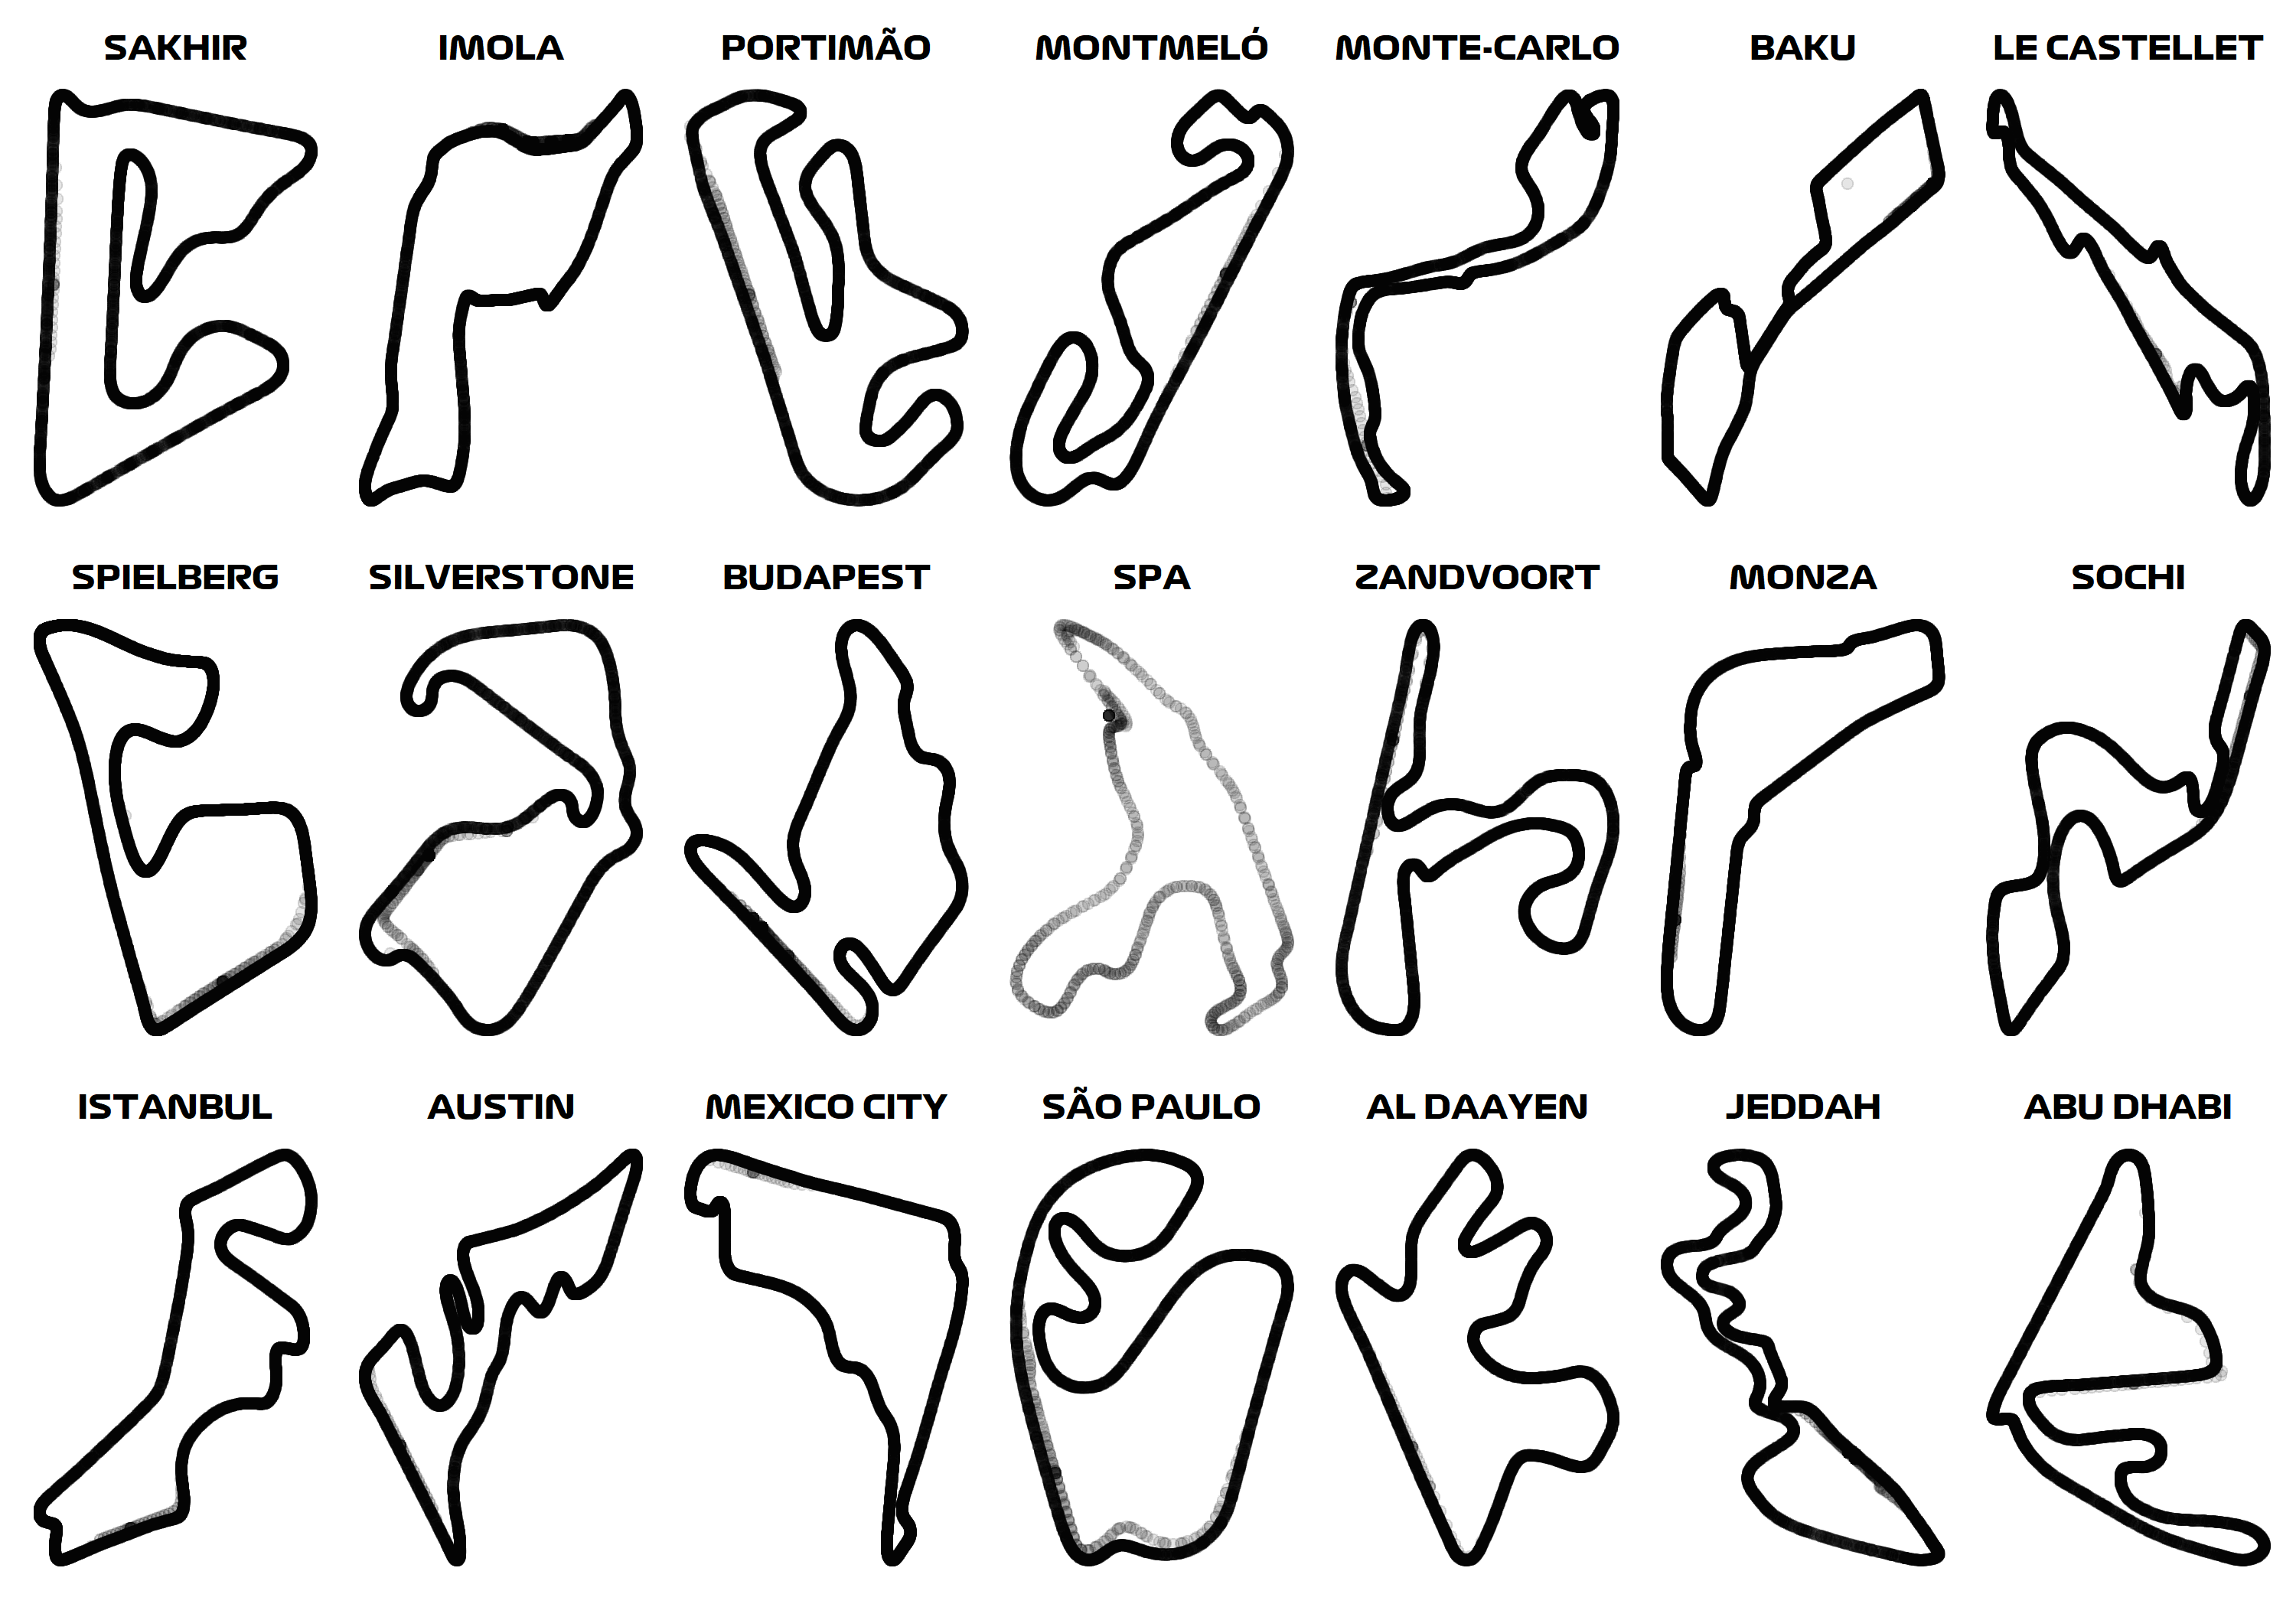 SAKHIR IMOLA PORTIMÃO MONTMELÓ MONTE-CARLO BAKU LE CASTELLET
SPIELBERG SILVERSTONE BUDAPEST SPA ZANDVOORT MONZA SOCHI
ISTANBUL AUSTIN MEXICO CITY SÃO PAULO AL DAAYEN JEDDAH ABU DHABI